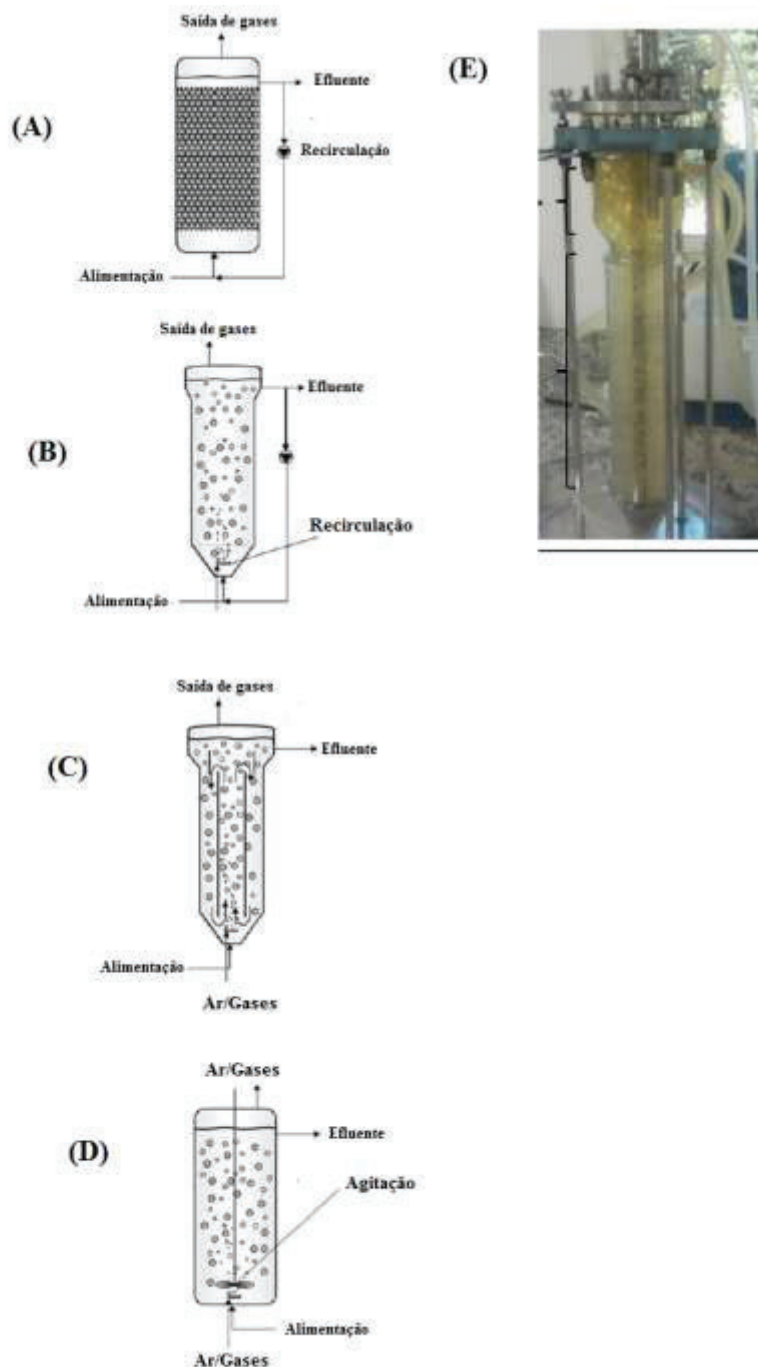 Saída de gases
(E)
Efluente
(A)
Recirculação
Alimentação
Saída de gases
Efluente
(B)
Recirculação
Alimentação
Saída de gases
Efluente
(C)
Alimentação
Ar/Gases
Ar/Gases
Efluente
(D)
Agitação
Alimentação
Ar/Gases